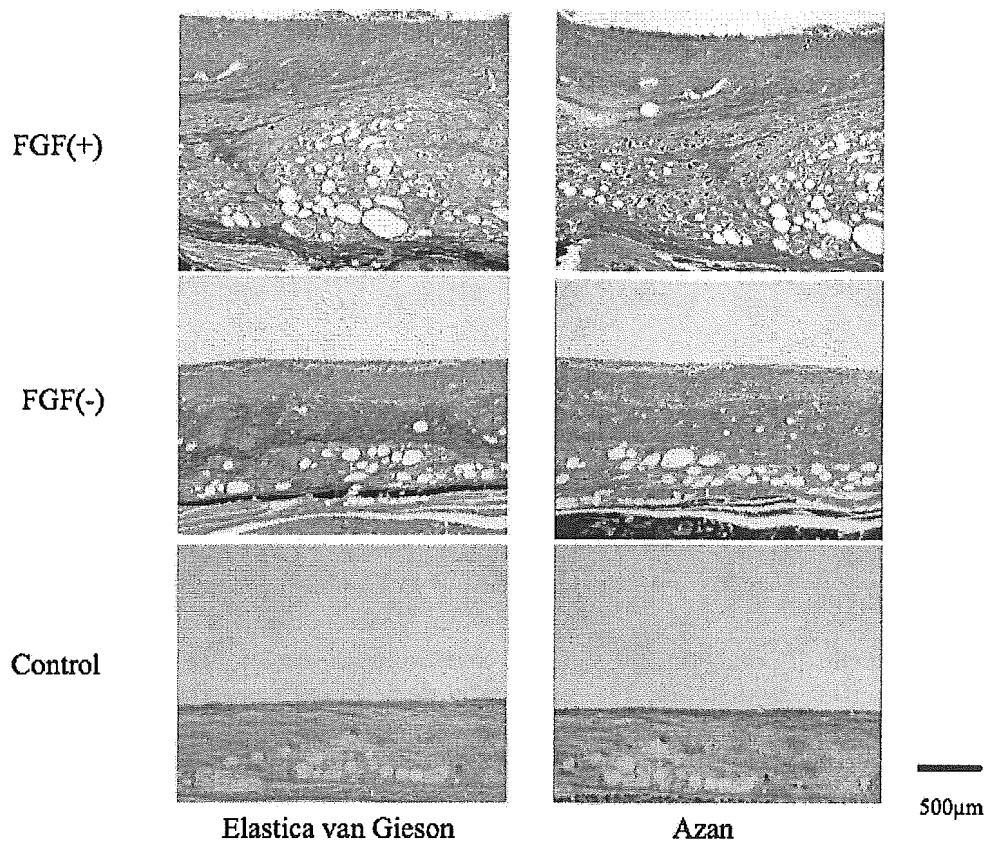 FGF(+)
FGF(-)
Control
500μm
Elastica van Gieson
Azan